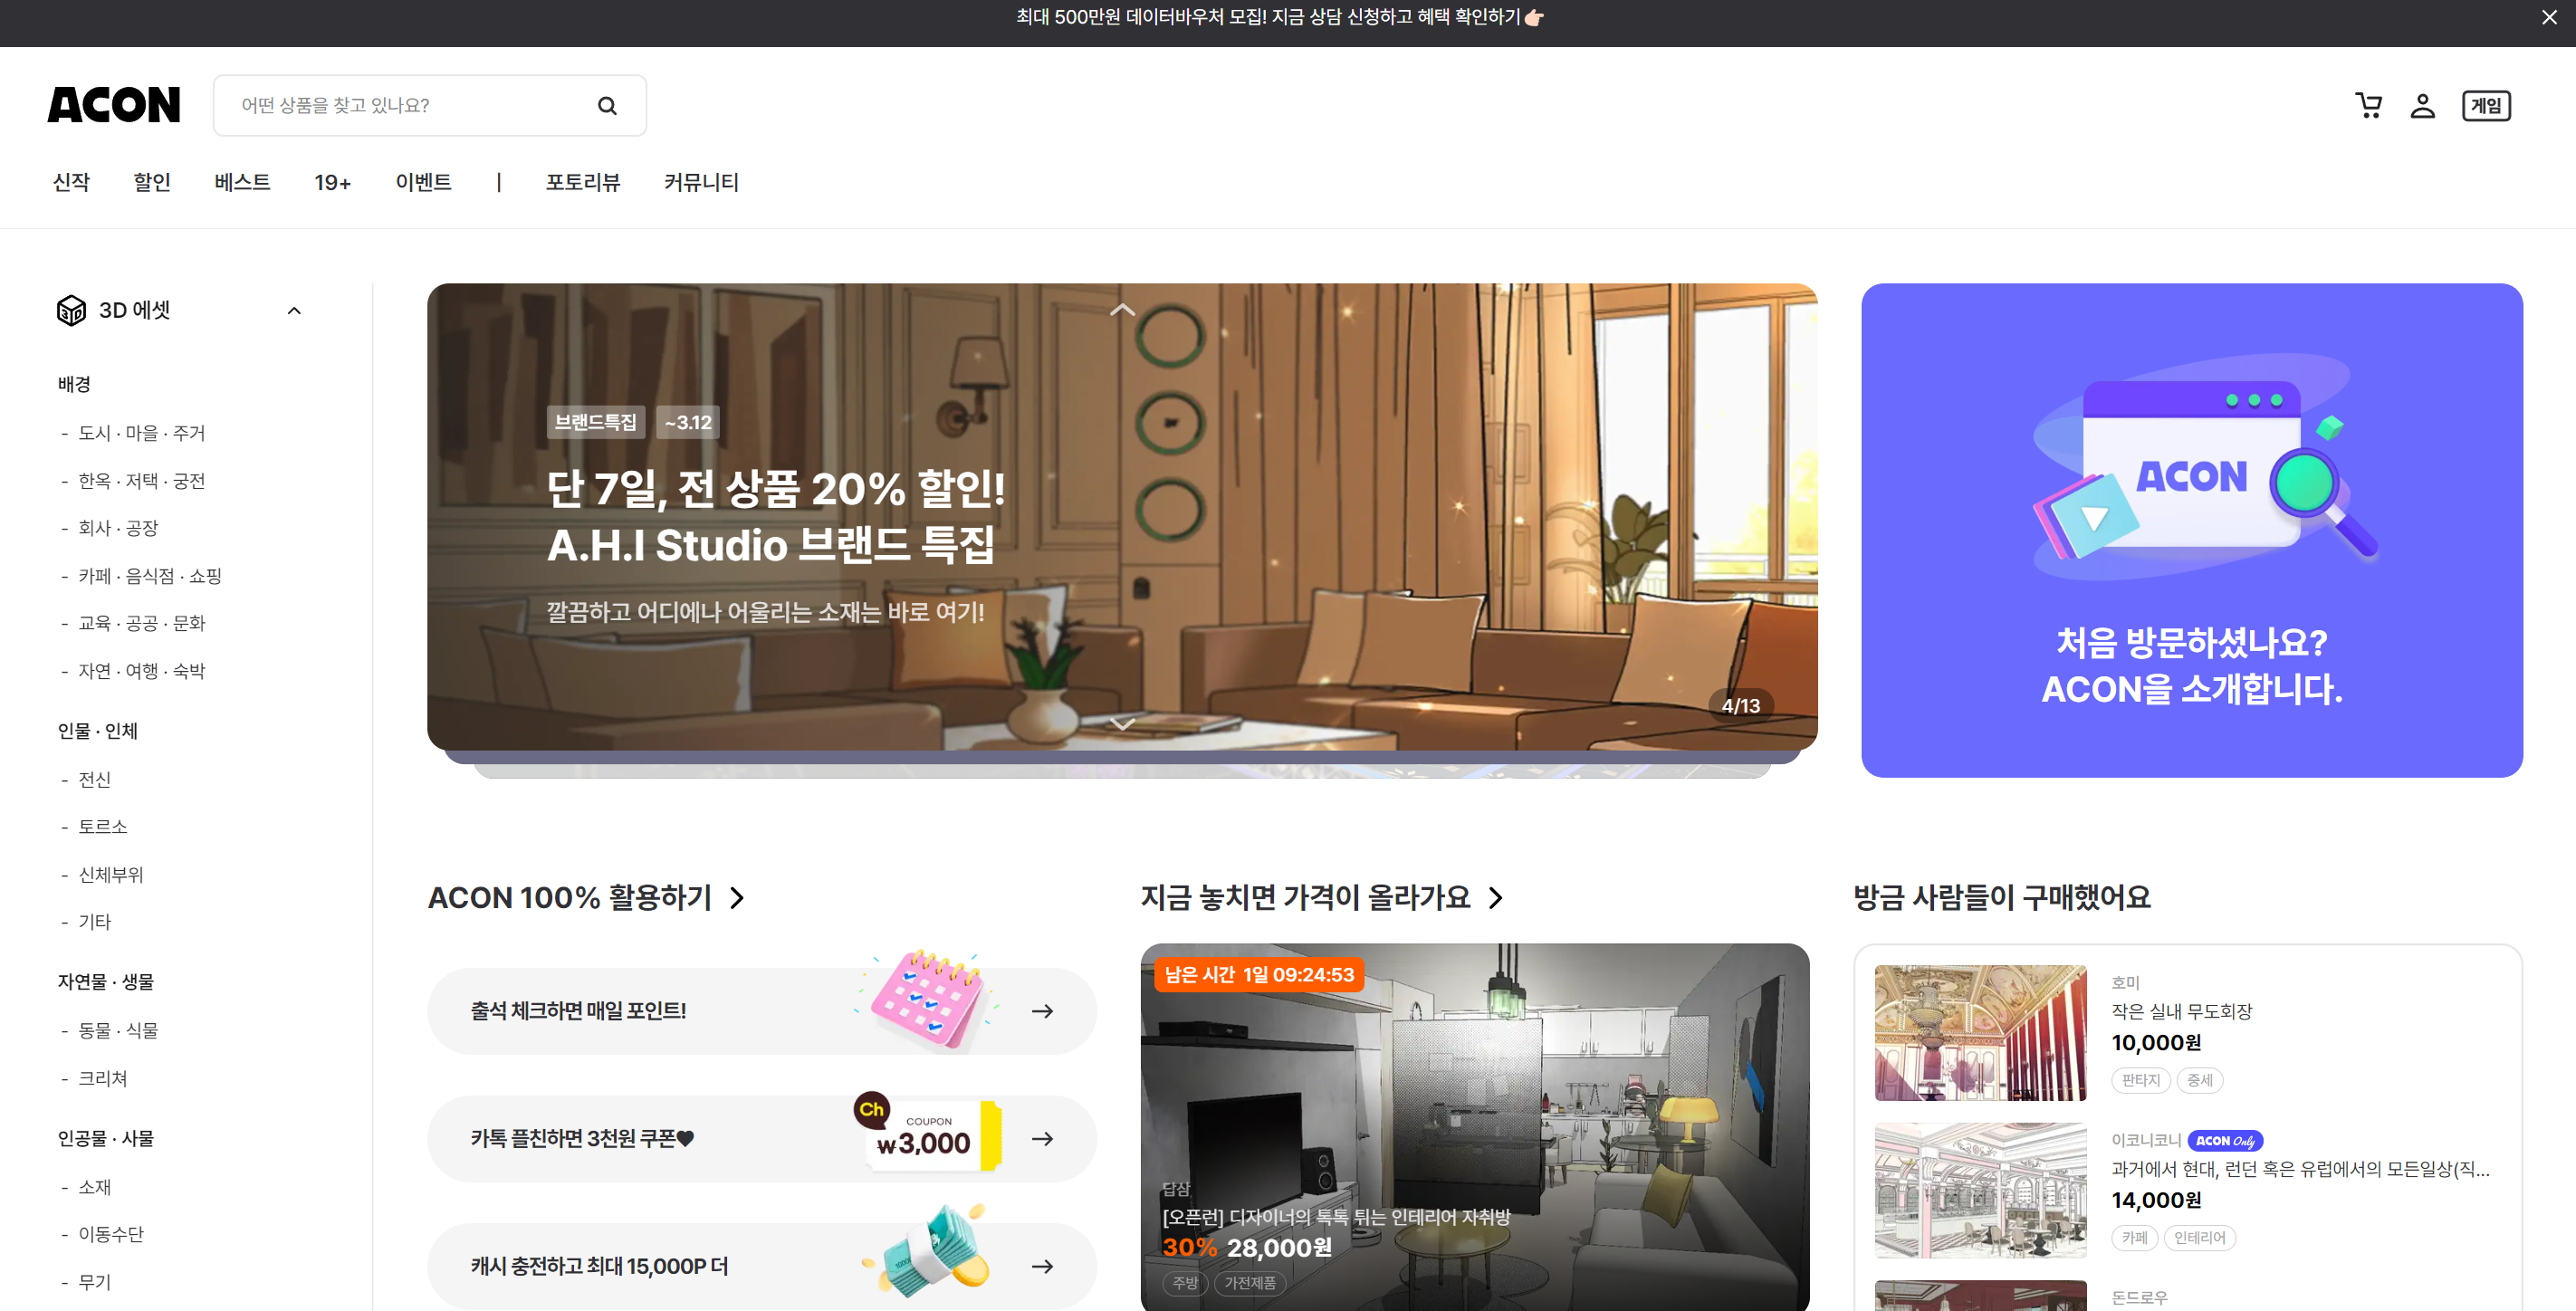 최대 500만원 데이터바우처 모집! 지금 상담 신청하고 혜택 확인하기👉🏻
ACON
어떤 상품을 찾고 있나요?
게임
신작
할인
베스트
19+
이벤트
|
포토리뷰
커뮤니티
3D 에셋
배경
- 도시 · 마을 · 주거
- 한옥 · 저택 · 궁전
- 회사 · 공장
- 카페 · 음식점 · 쇼핑
- 교육 · 공공 · 문화
- 자연 · 여행 · 숙박
인물 · 인체
- 전신
- 토르소
- 신체부위
- 기타
자연물 · 생물
- 동물 · 식물
- 크리쳐
인공물 · 사물
- 소재
- 이동수단
- 무기
브랜드특집 ~3.12
단 7일, 전 상품 20% 할인!
A.H.I Studio 브랜드 특집
깔끔하고 어디에나 어울리는 소재는 바로 여기!
4/13
ACON
처음 방문하셨나요?
ACON을 소개합니다.
ACON 100% 활용하기
출석 체크하면 매일 포인트!
카톡 플친하면 3천원 쿠폰🖤
Ch
COUPON
₩3,000
캐시 충전하고 최대 15,000P 더
지금 놓치면 가격이 올라가요
남은 시간 1일 09:24:53
답삼
[오픈런] 디자이너의 톡톡 튀는 인테리어 자취방
30% 28,000원
주방 가전제품
방금 사람들이 구매했어요
호미
작은 실내 무도회장
10,000원
판타지 중세
이코니코니 ACON Only
과거에서 현대, 런던 혹은 유럽에서의 모든일상(직...
14,000원
카페 인테리어
돈드로우